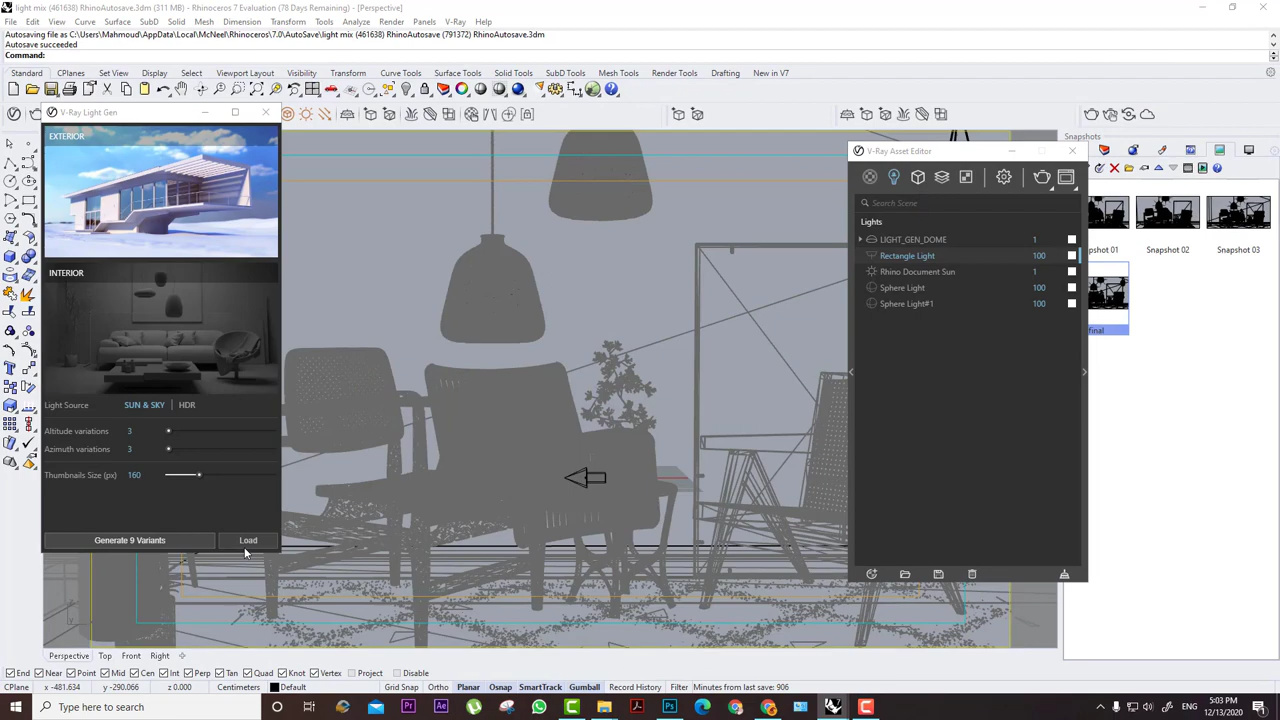 light mix (461638) RhinoAutosave.3dm (311 MB) - Rhinoceros 7 Evaluation (78 Days Remaining) - [Perspective]
File Edit View Curve Surface SubD Solid Mesh Dimension Transform Tools Analyze Render Panels V-Ray Help
Autosaving file as C:\Users\Mahmoud\AppData\Local\McNeel\Rhinoceros\7.0\AutoSave\light mix (461638) RhinoAutosave (791372) RhinoAutosave.3dm
Autosave succeeded
Command:
Standard CPlanes Set View Display Select Viewport Layout Visibility Transform Curve Tools Surface Tools Solid Tools SubD Tools Mesh Tools Render Tools Drafting New in V7
V-Ray Light Gen
EXTERIOR
INTERIOR
Light Source SUN & SKY | HDR
Altitude variations 3
Azimuth variations 3
Thumbnails Size (px) 160
Generate 9 Variants Load
V-Ray Asset Editor
Search Scene
Lights
LIGHT_GEN_DOME 1
Rectangle Light 100
Rhino Document Sun 1
Sphere Light 100
Sphere Light#1 100
Snapshots
Snapshot 02 Snapshot 03
final
Perspective Top Front Right
End Near Point Mid Cen Int Perp Tan Quad Knot Vertex Project Disable
CPlane x -481.634 y -290.066 z 0.000 Centimeters Default Grid Snap Ortho Planar Osnap SmartTrack Gumball Record History Filter Minutes from last save: 906
Type here to search
Pr Ae Ps
ENG
5:03 PM
12/13/2020